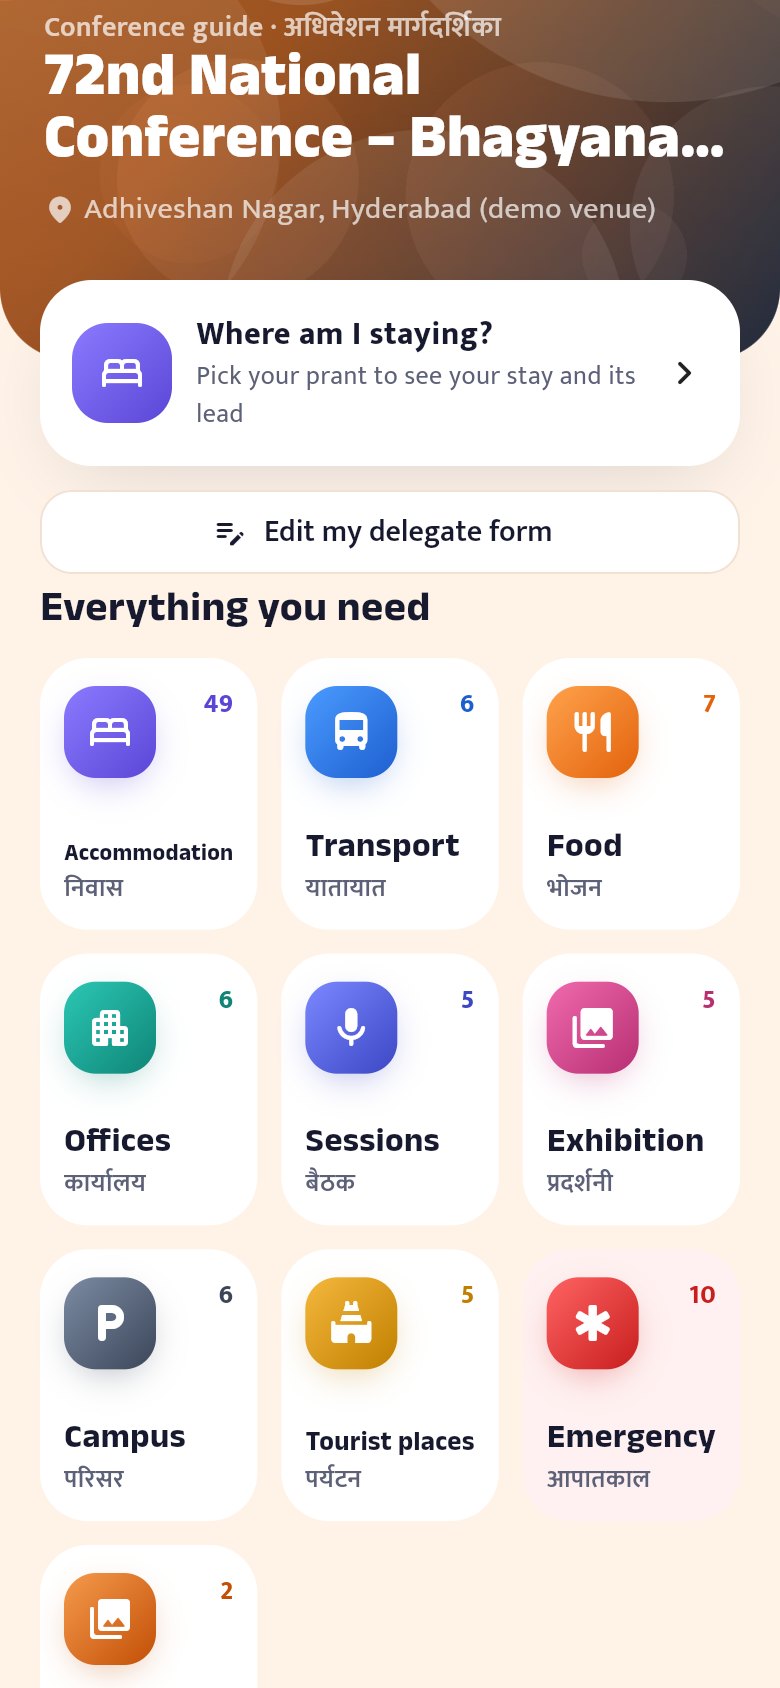 Conference guide · अधिवेशन मार्गदर्शिका
72nd National
Conference – Bhagyana...
Adhiveshan Nagar, Hyderabad (demo venue)
Where am I staying?
Pick your prant to see your stay and its
lead
Edit my delegate form
Everything you need
49
6
7
Accommodation
Transport
Food
निवास
यातायात
भोजन
6
5
5
Offices
Sessions
Exhibition
कार्यालय
बैठक
प्रदर्शनी
6
5
10
P
Campus
Tourist places
Emergency
परिसर
पर्यटन
आपातकाल
2